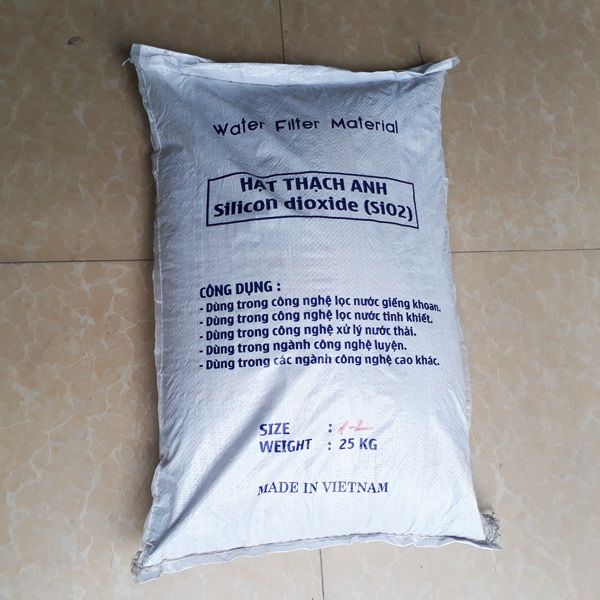 Water Filter Material
HẠT THẠCH ANH
Silicon dioxide (SiO2)
CÔNG DỤNG :
- Dùng trong công nghệ lọc nước giếng khoan.
- Dùng trong công nghệ lọc nước tinh khiết.
- Dùng trong công nghệ xử lý nước thải.
- Dùng trong ngành công nghệ luyện.
- Dùng trong các ngành công nghệ cao khác.
SIZE : 1-2
WEIGHT : 25 KG
MADE IN VIETNAM